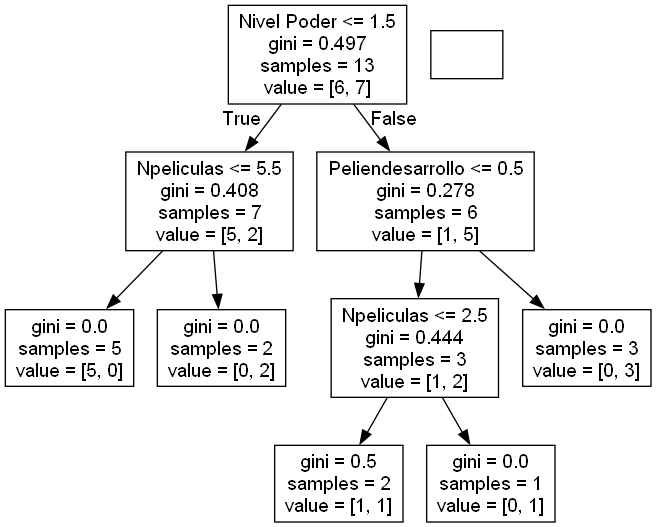 Nivel Poder <= 1.5
gini = 0.497
samples = 13
value = [6, 7]
True
False
Npeliculas <= 5.5
gini = 0.408
samples = 7
value = [5, 2]
Peliendesarrollo <= 0.5
gini = 0.278
samples = 6
value = [1, 5]
gini = 0.0
samples = 5
value = [5, 0]
gini = 0.0
samples = 2
value = [0, 2]
Npeliculas <= 2.5
gini = 0.444
samples = 3
value = [1, 2]
gini = 0.0
samples = 3
value = [0, 3]
gini = 0.5
samples = 2
value = [1, 1]
gini = 0.0
samples = 1
value = [0, 1]